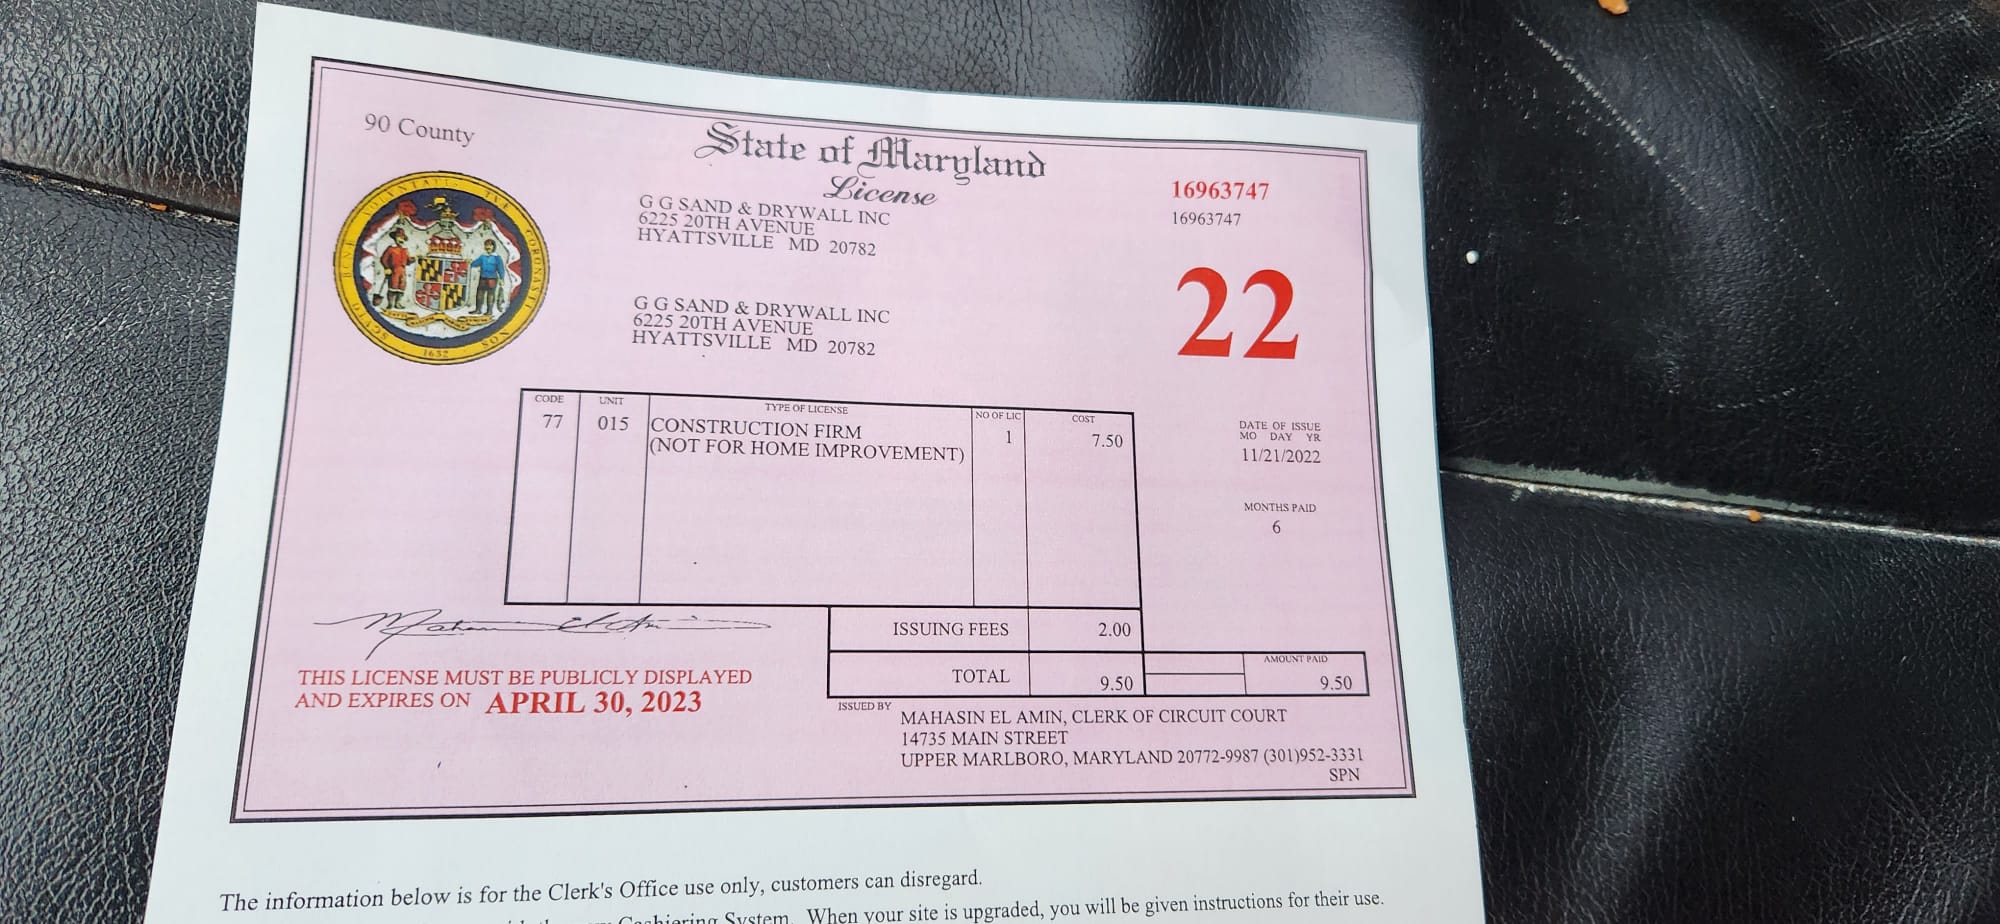 90 County
State of Maryland
License
G G SAND & DRYWALL INC
6225 20TH AVENUE
HYATTSVILLE MD 20782
16963747
16963747
G G SAND & DRYWALL INC
6225 20TH AVENUE
HYATTSVILLE MD 20782
22
1632
CODE UNIT TYPE OF LICENSE NO OF LIC COST
77 015 CONSTRUCTION FIRM 1 7.50
(NOT FOR HOME IMPROVEMENT)
DATE OF ISSUE
MO DAY YR
11/21/2022
MONTHS PAID
6
ISSUING FEES 2.00
TOTAL 9.50
AMOUNT PAID
9.50
THIS LICENSE MUST BE PUBLICLY DISPLAYED
AND EXPIRES ON APRIL 30, 2023
ISSUED BY
MAHASIN EL AMIN, CLERK OF CIRCUIT COURT
14735 MAIN STREET
UPPER MARLBORO, MARYLAND 20772-9987 (301)952-3331
SPN
The information below is for the Clerk's Office use only, customers can disregard.
Cashiering System. When your site is upgraded, you will be given instructions for their use.